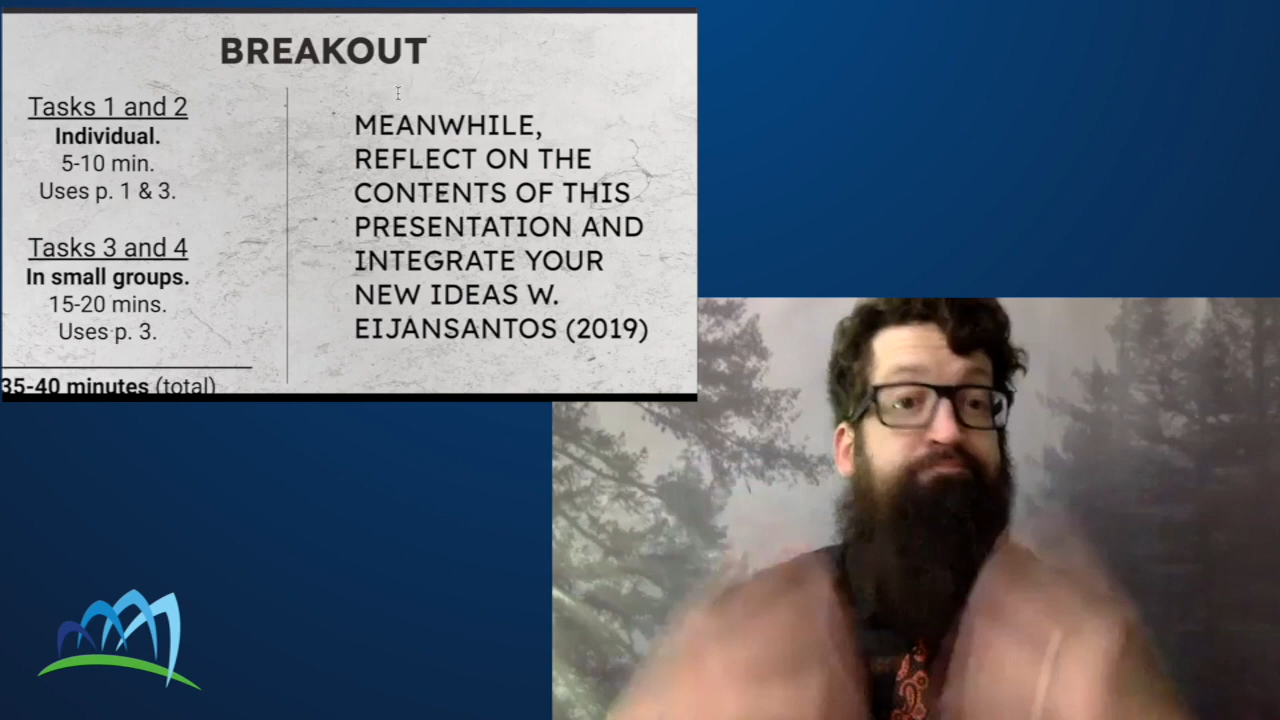 BREAKOUT
Tasks 1 and 2
Individual.
5-10 min.
Uses p. 1 & 3.
Tasks 3 and 4
In small groups.
15-20 mins.
Uses p. 3.
35-40 minutes (total)
MEANWHILE,
REFLECT ON THE
CONTENTS OF THIS
PRESENTATION AND
INTEGRATE YOUR
NEW IDEAS W.
EIJANSANTOS (2019)